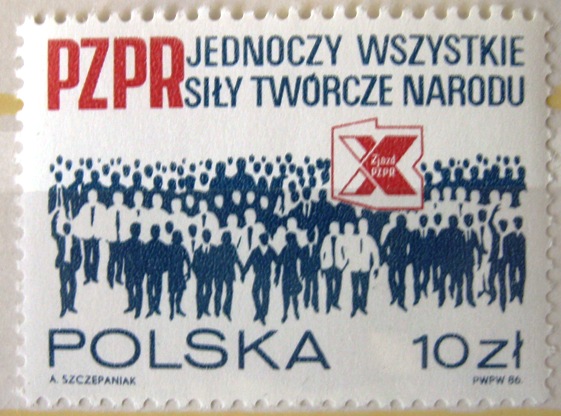 PZPR JEDNOCZY WSZYSTKIE
SIŁY TWÓRCZE NARODU
X
Zjazd
PZPR
POLSKA 10 zł
A. SZCZEPANIAK PWPW 86